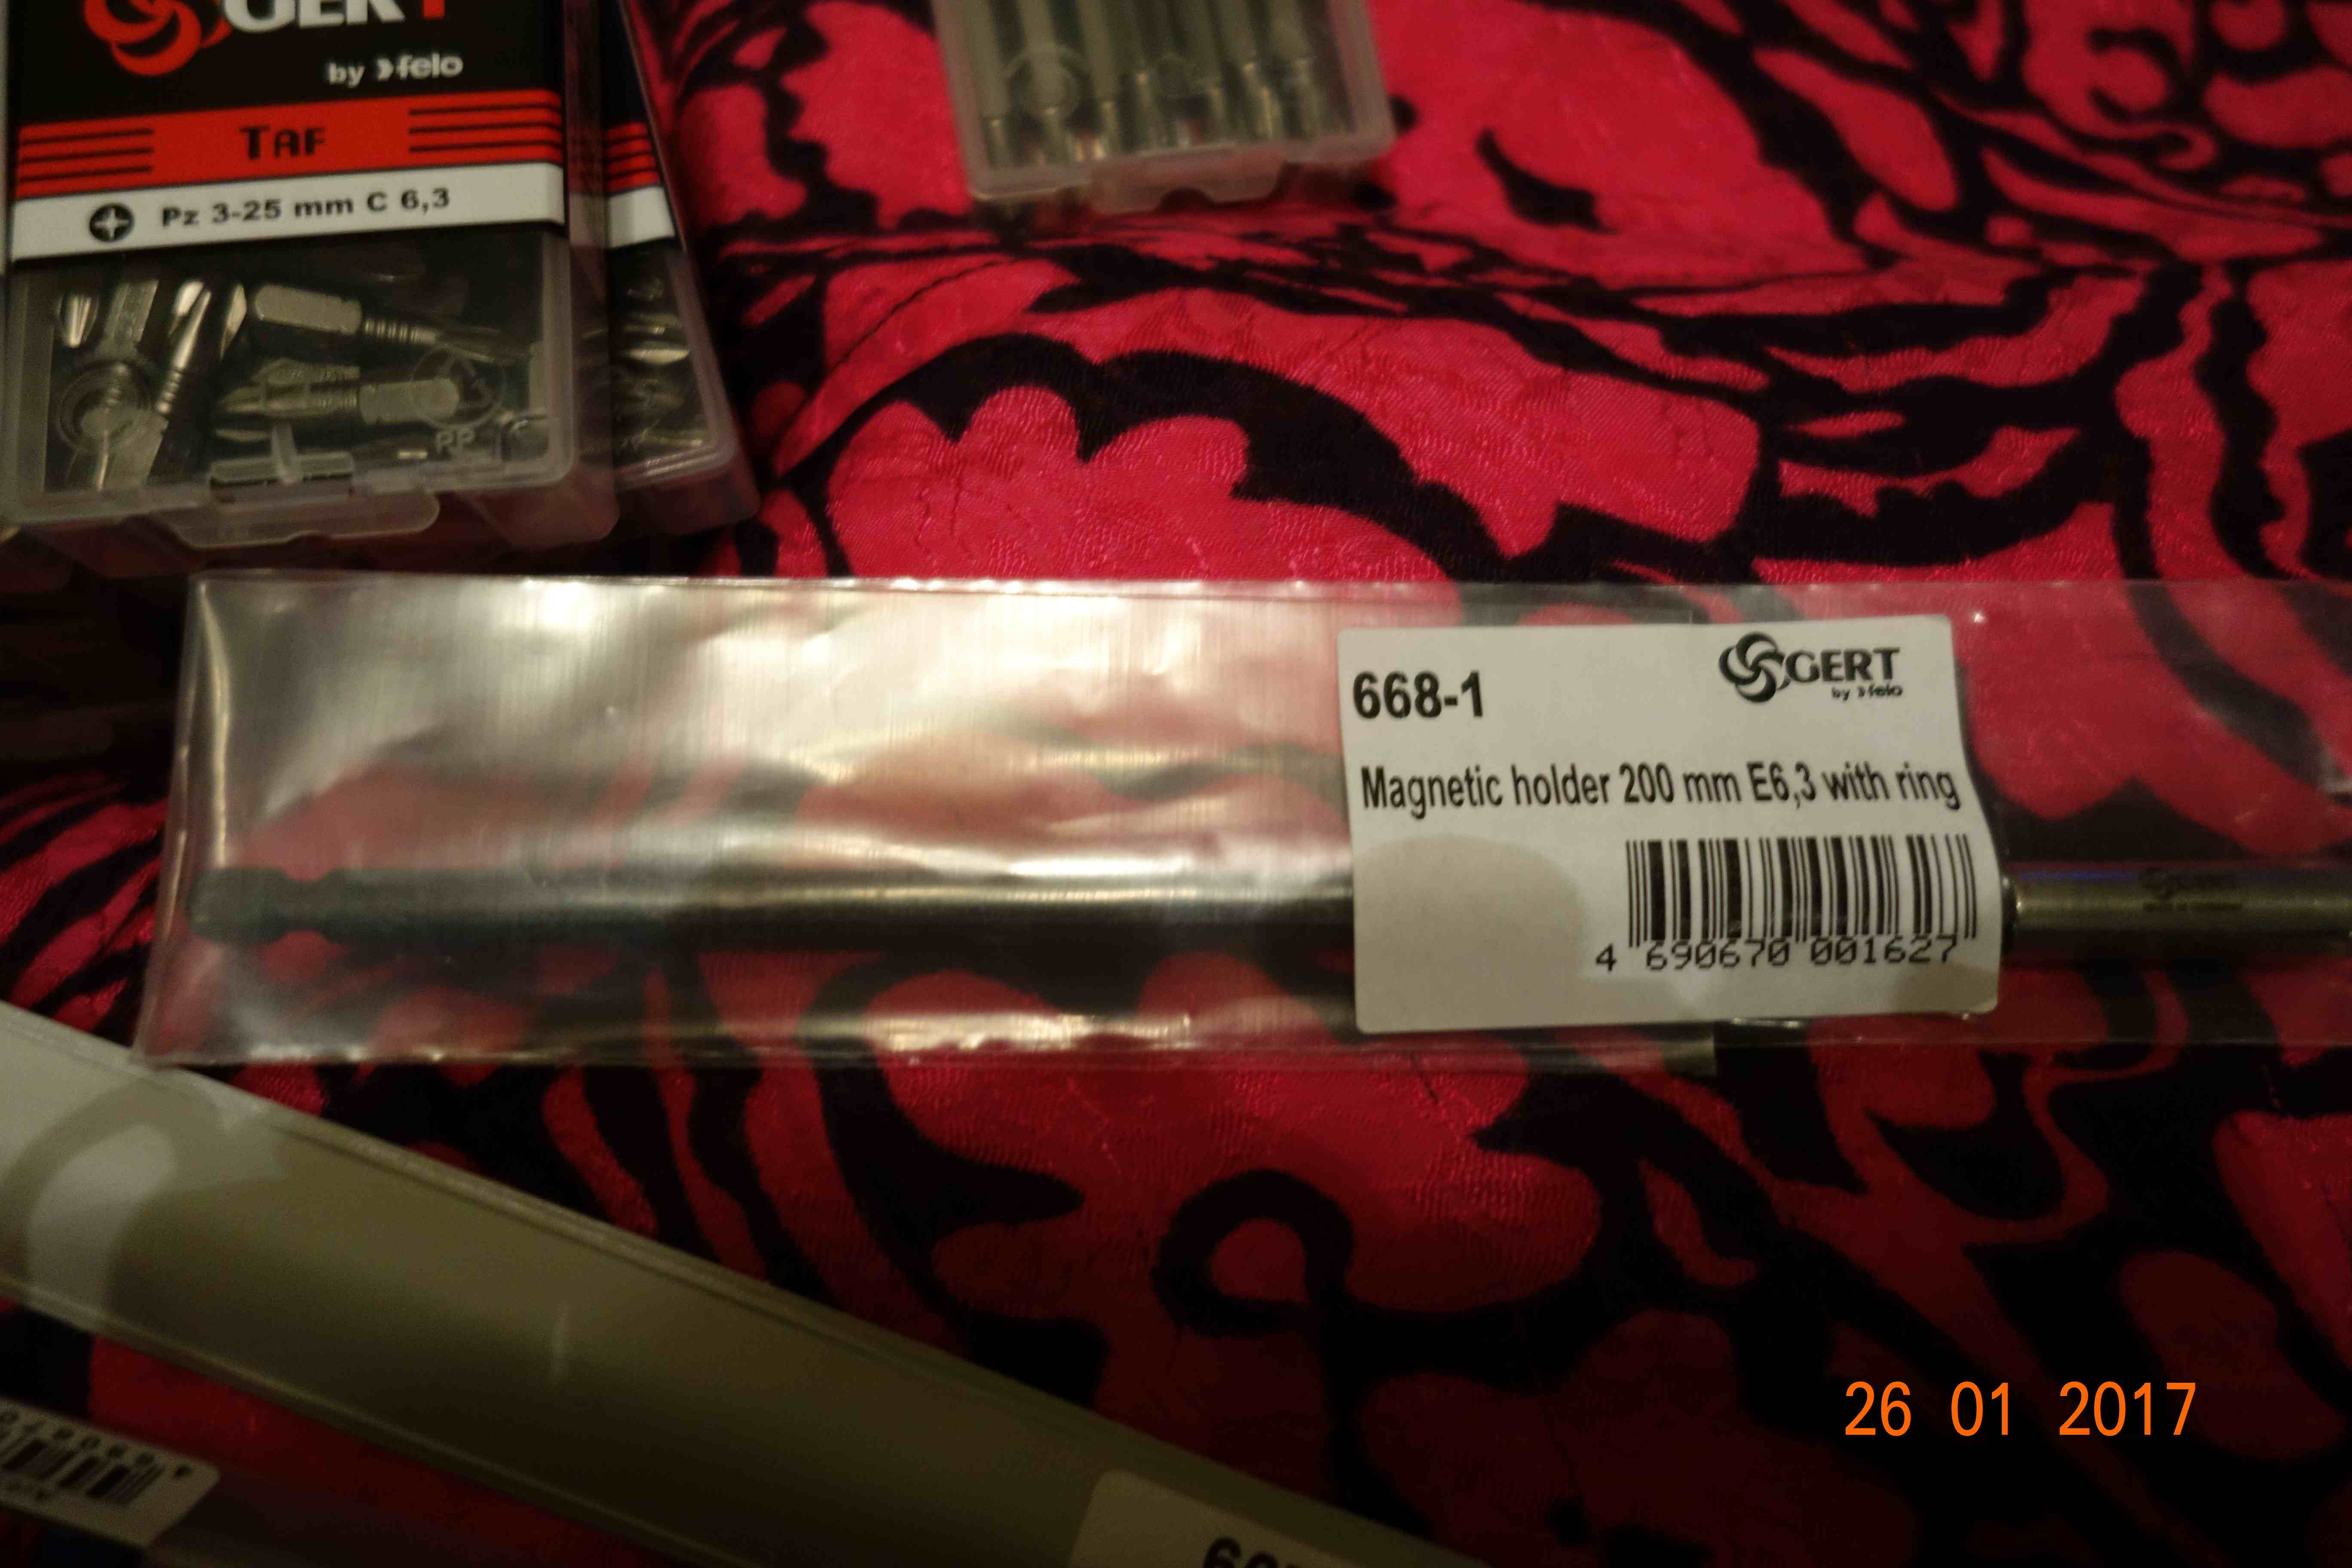 GERT
by felo
TAF
Pz 3-25 mm C 6,3
PP
668-1
GERT
by felo
Magnetic holder 200 mm E6,3 with ring
4 690670 001627
26 01 2017